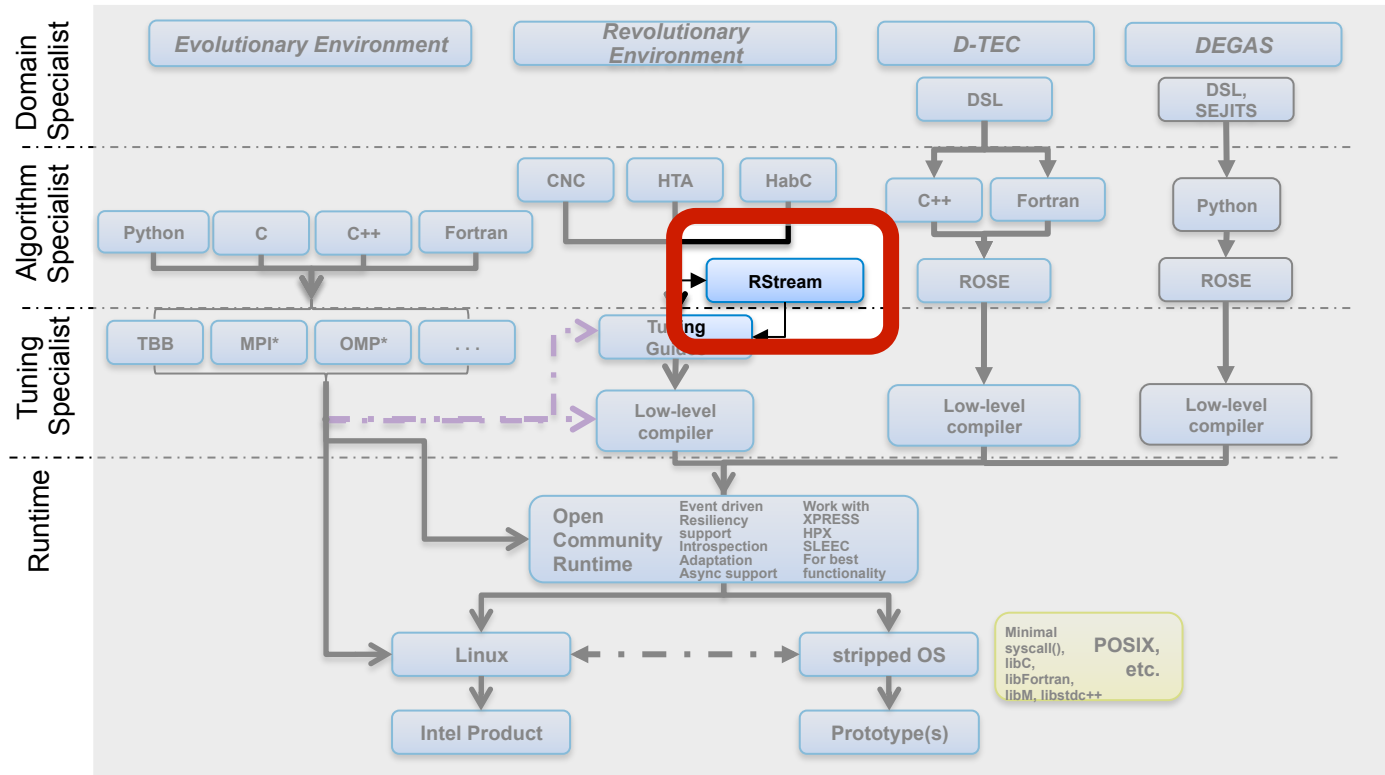 Domain
Specialist
Evolutionary Environment
Revolutionary
Environment
D-TEC
DEGAS
DSL
DSL,
SEJITS
Algorithm
Specialist
CNC
HTA
HabC
C++
Fortran
Python
Python
C
C++
Fortran
RStream
ROSE
ROSE
Tuning
Specialist
TBB
MPI*
OMP*
. . .
Tuning
Guides
Low-level
compiler
Low-level
compiler
Low-level
compiler
Runtime
Open
Community
Runtime
Event driven
Resiliency
support
Introspection
Adaptation
Async support
Work with
XPRESS
HPX
SLEEC
For best
functionality
Linux
stripped OS
Minimal
syscall(),
libC,
libFortran,
libM, libstdc++
POSIX,
etc.
Intel Product
Prototype(s)